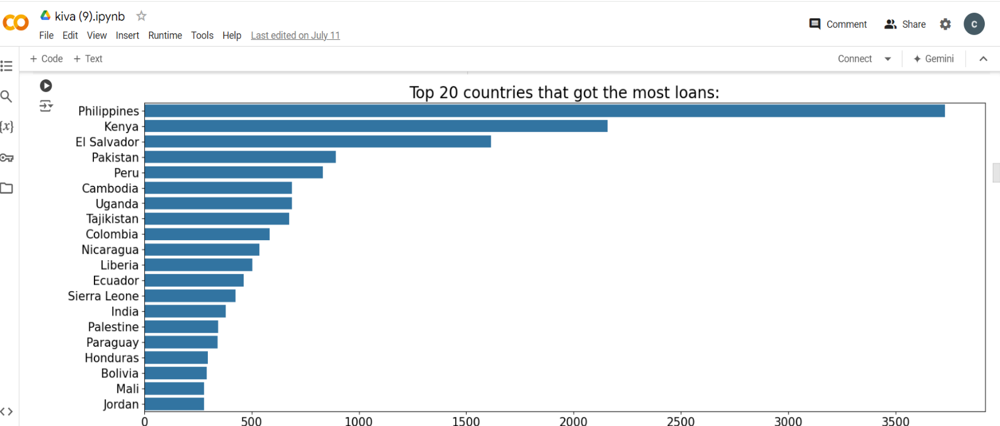 kiva (9).ipynb
File Edit View Insert Runtime Tools Help Last edited on July 11
Comment Share C
+ Code + Text
Connect Gemini
{x}
Top 20 countries that got the most loans:
Philippines
Kenya
El Salvador
Pakistan
Peru
Cambodia
Uganda
Tajikistan
Colombia
Nicaragua
Liberia
Ecuador
Sierra Leone
India
Palestine
Paraguay
Honduras
Bolivia
Mali
Jordan
0 500 1000 1500 2000 2500 3000 3500